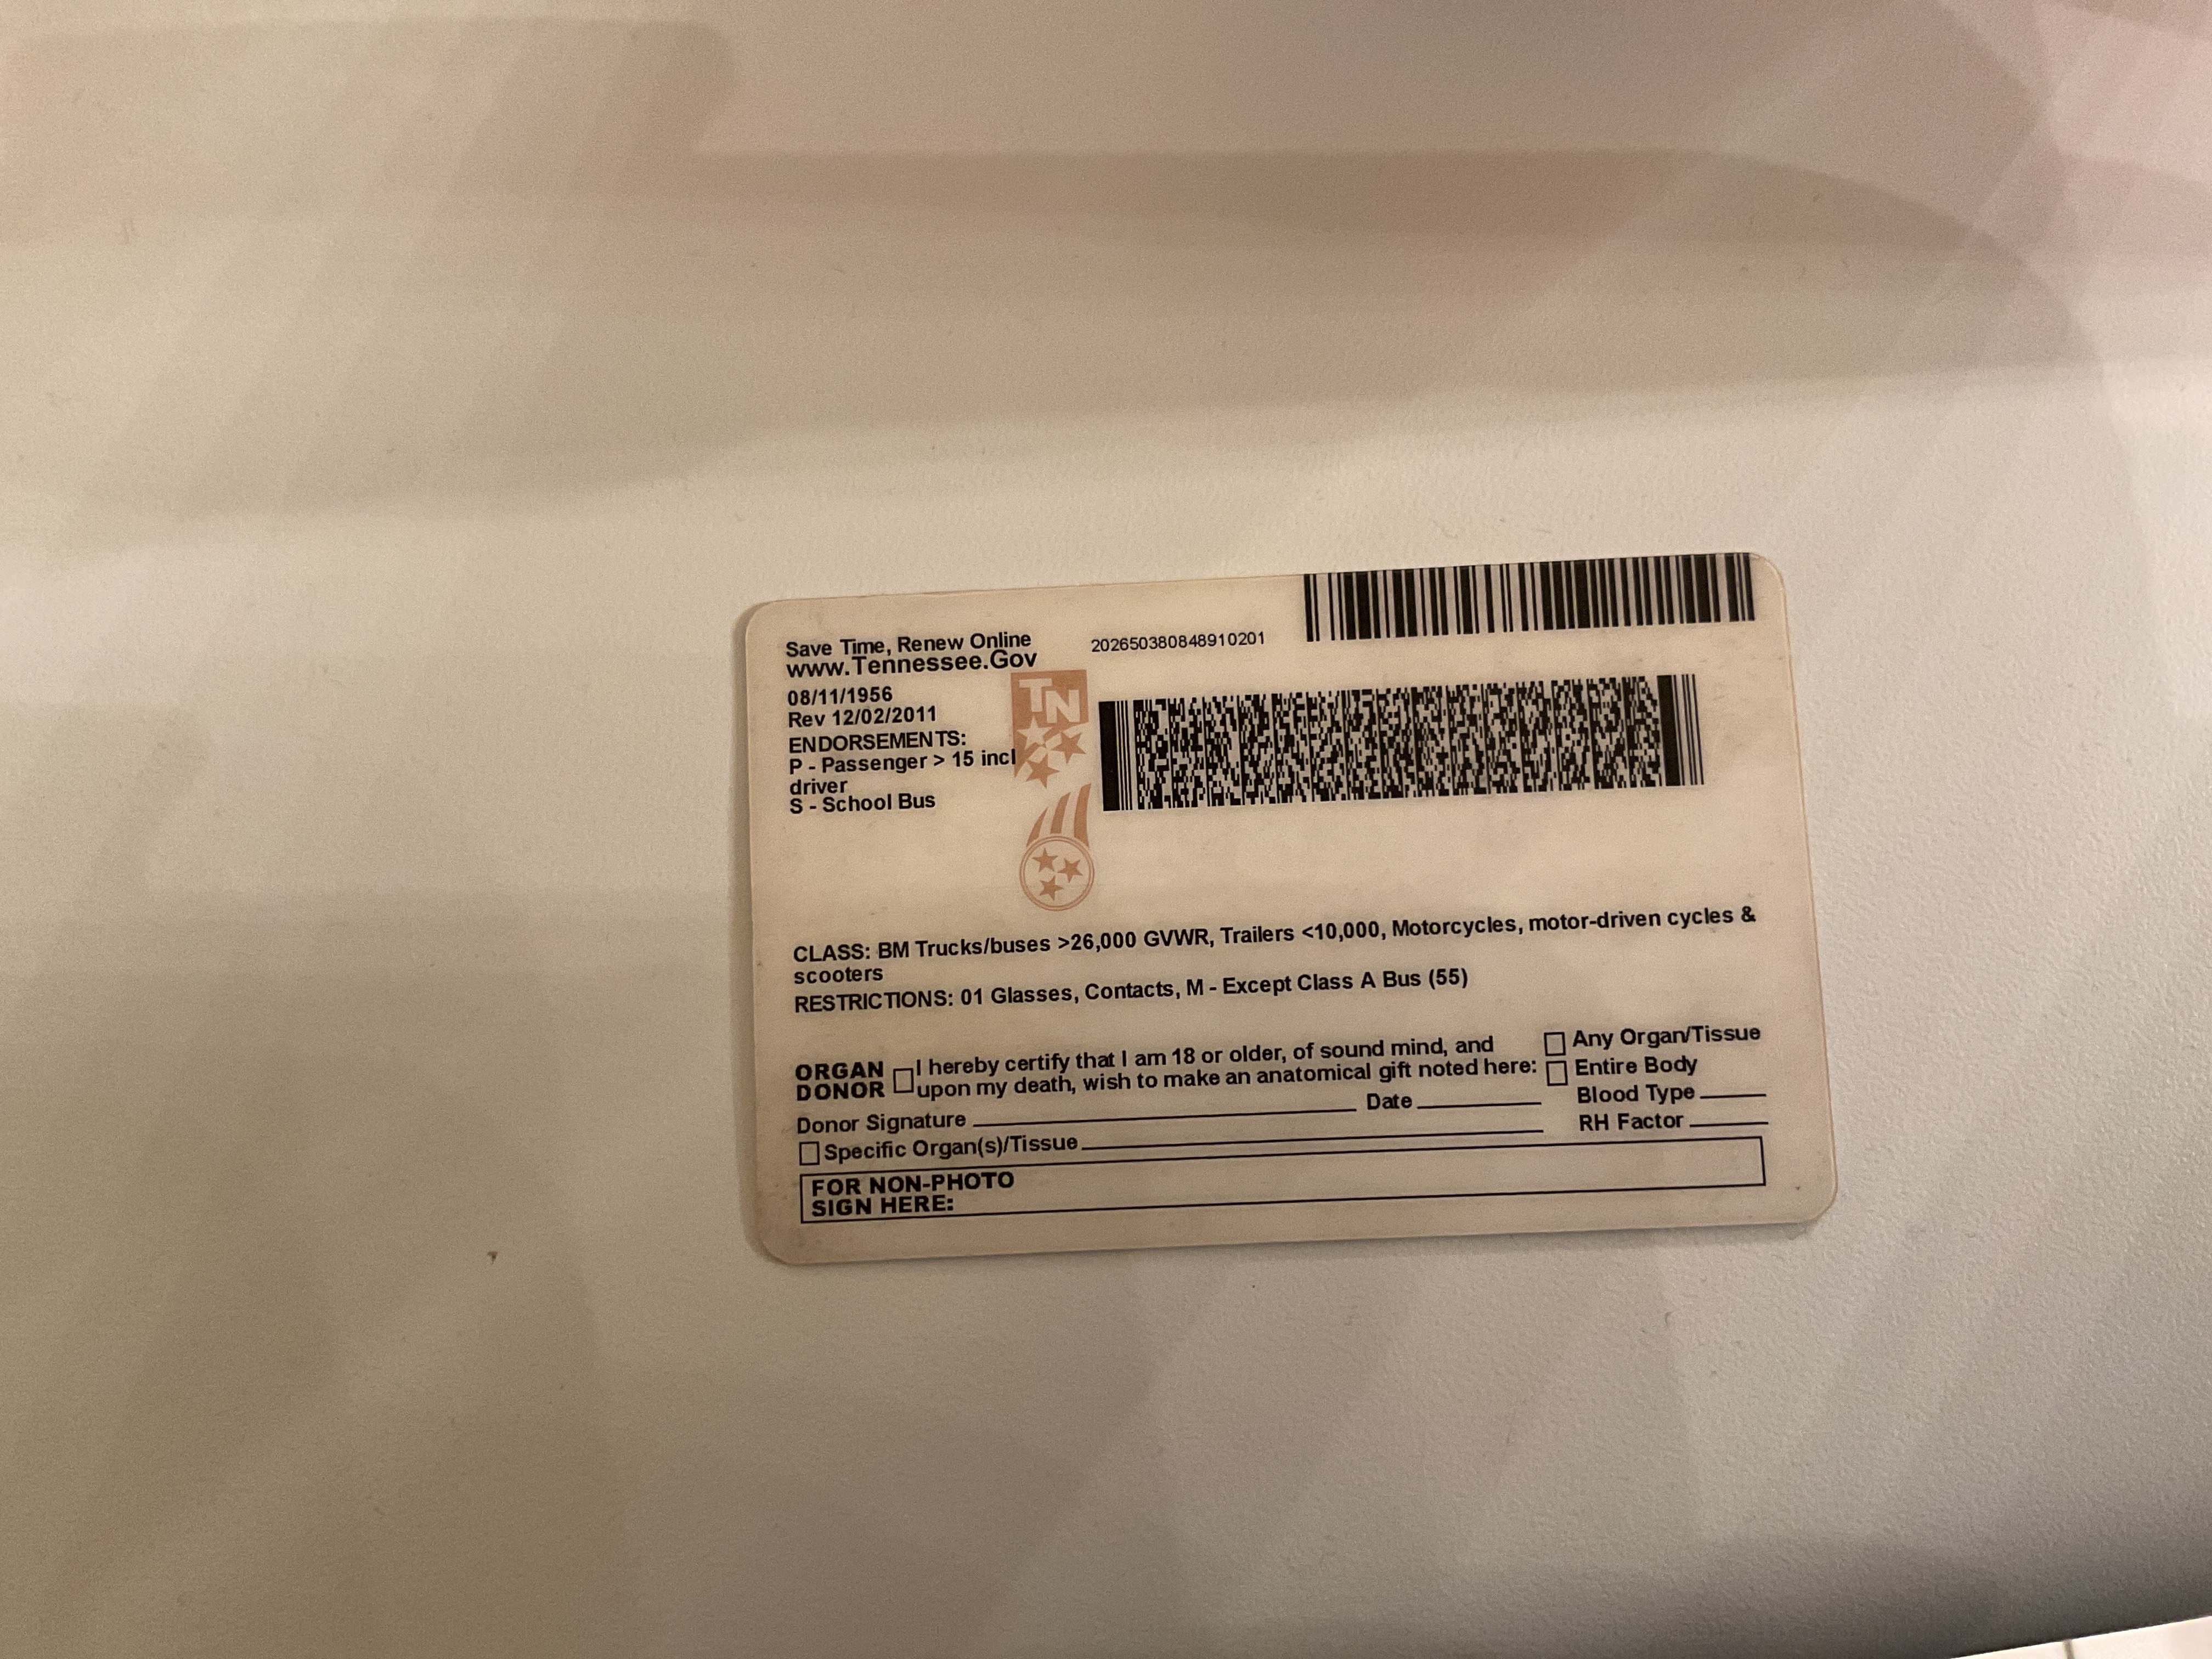 Save Time, Renew Online
www.Tennessee.Gov
202650380848910201
08/11/1956
Rev 12/02/2011
ENDORSEMENTS:
P - Passenger > 15 incl
driver
S - School Bus
TN
CLASS: BM Trucks/buses >26,000 GVWR, Trailers <10,000, Motorcycles, motor-driven cycles &
scooters
RESTRICTIONS: 01 Glasses, Contacts, M - Except Class A Bus (55)
ORGAN DONOR
I hereby certify that I am 18 or older, of sound mind, and
upon my death, wish to make an anatomical gift noted here:
Any Organ/Tissue
Entire Body
Donor Signature Date
Blood Type
Specific Organ(s)/Tissue
RH Factor
FOR NON-PHOTO
SIGN HERE: